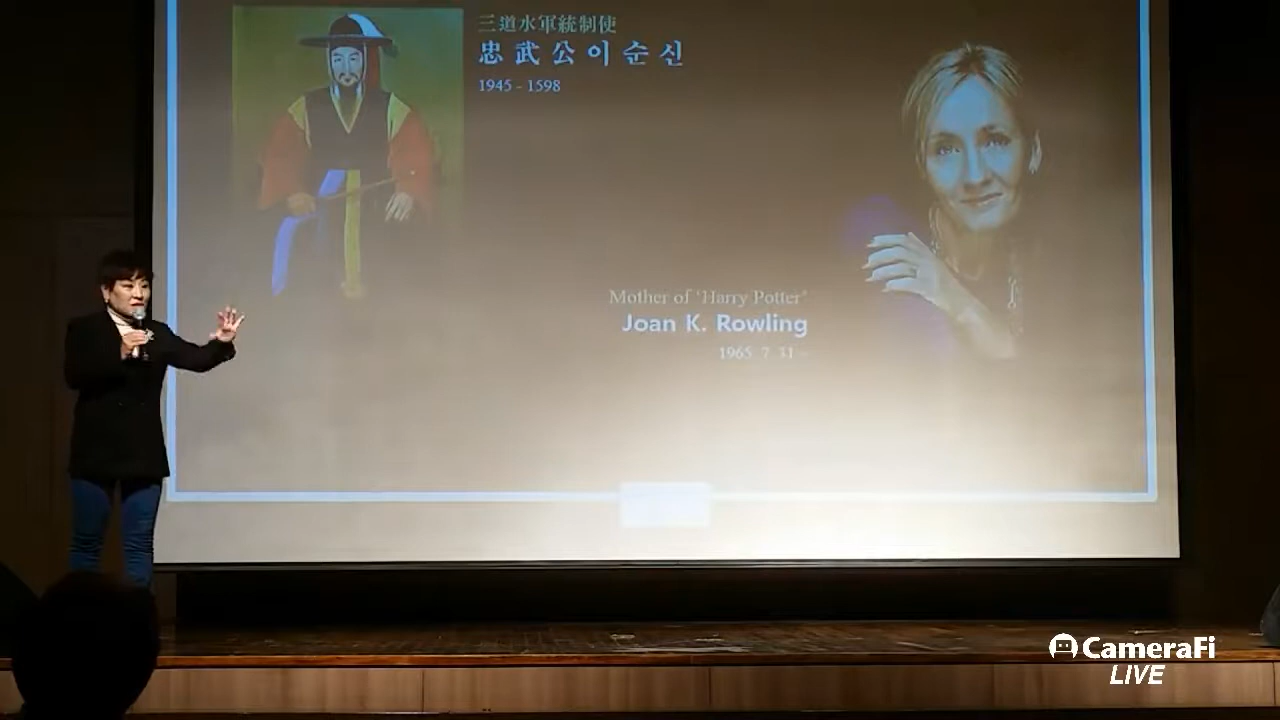 三道水軍統制使
忠武公이순신
1945 - 1598
Mother of 'Harry Potter'
Joan K. Rowling
1965. 7. 31 ~
CameraFi
LIVE